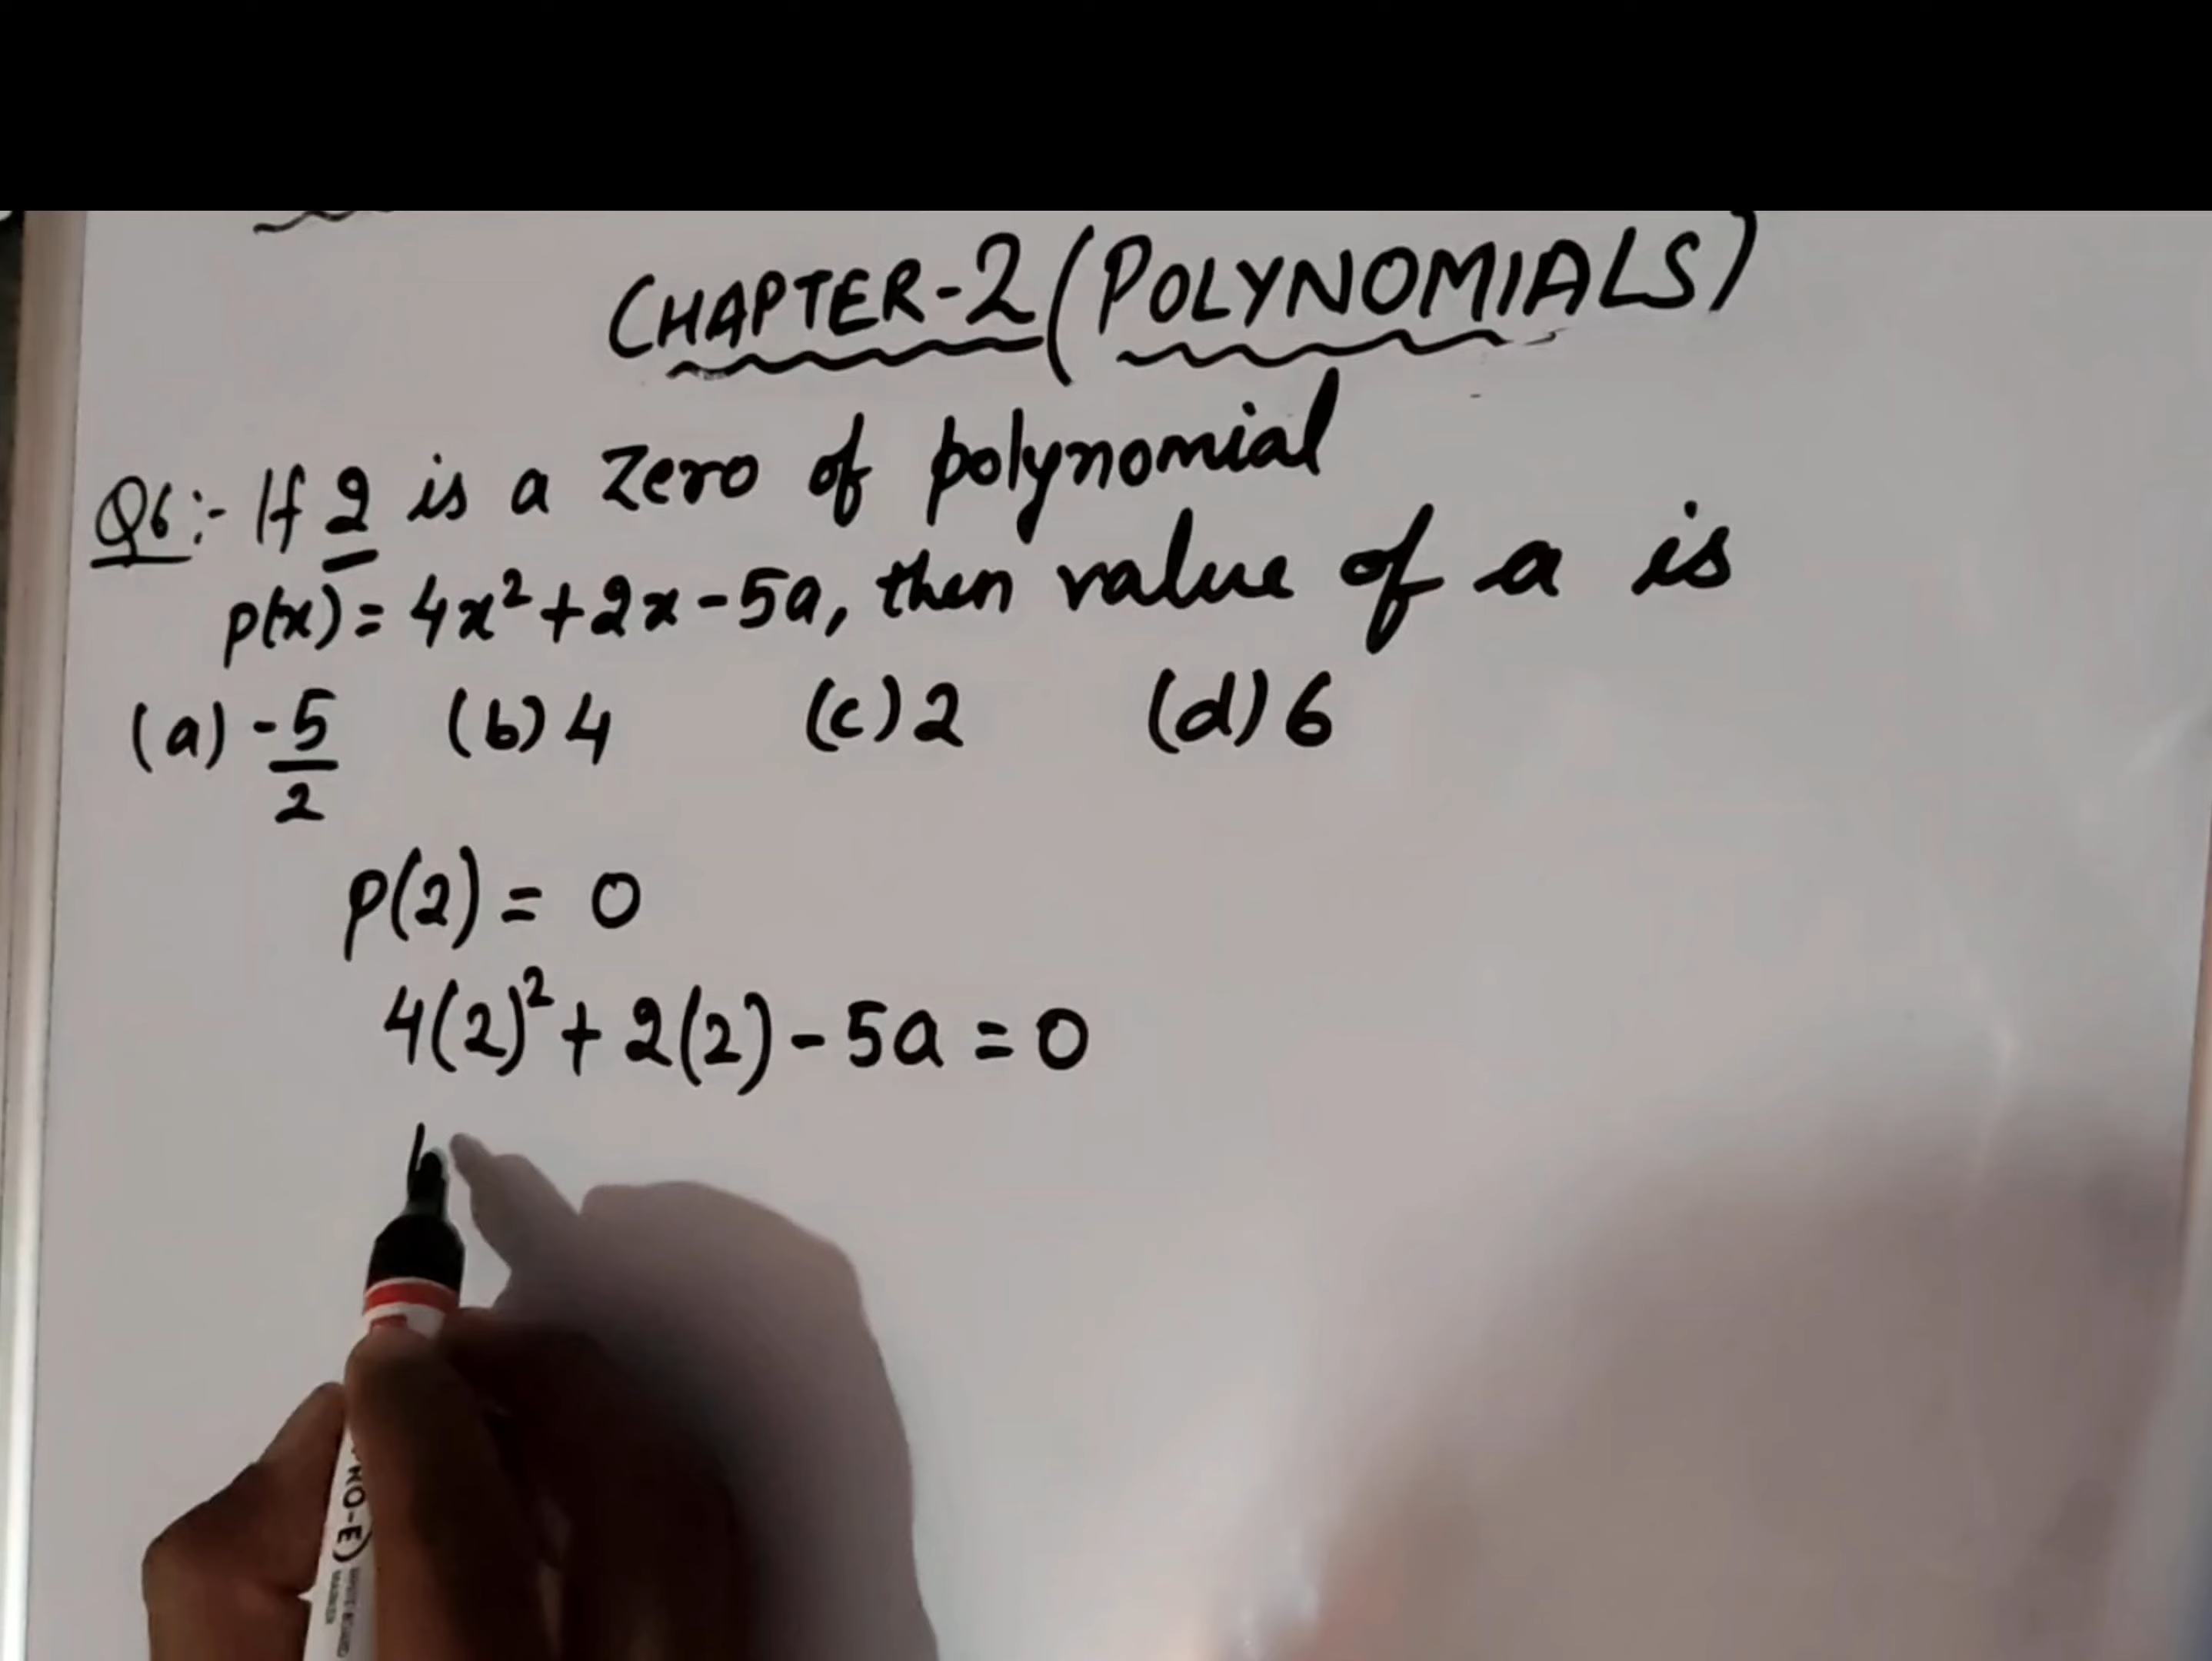 CHAPTER-2 (POLYNOMIALS)
Q6:- If 2 is a zero of polynomial
p(x) = 4x² + 2x - 5a, then value of a is
(a) -5/2 (b) 4 (c) 2 (d) 6
p(2) = 0
4(2)² + 2(2) - 5a = 0
PRO-E)